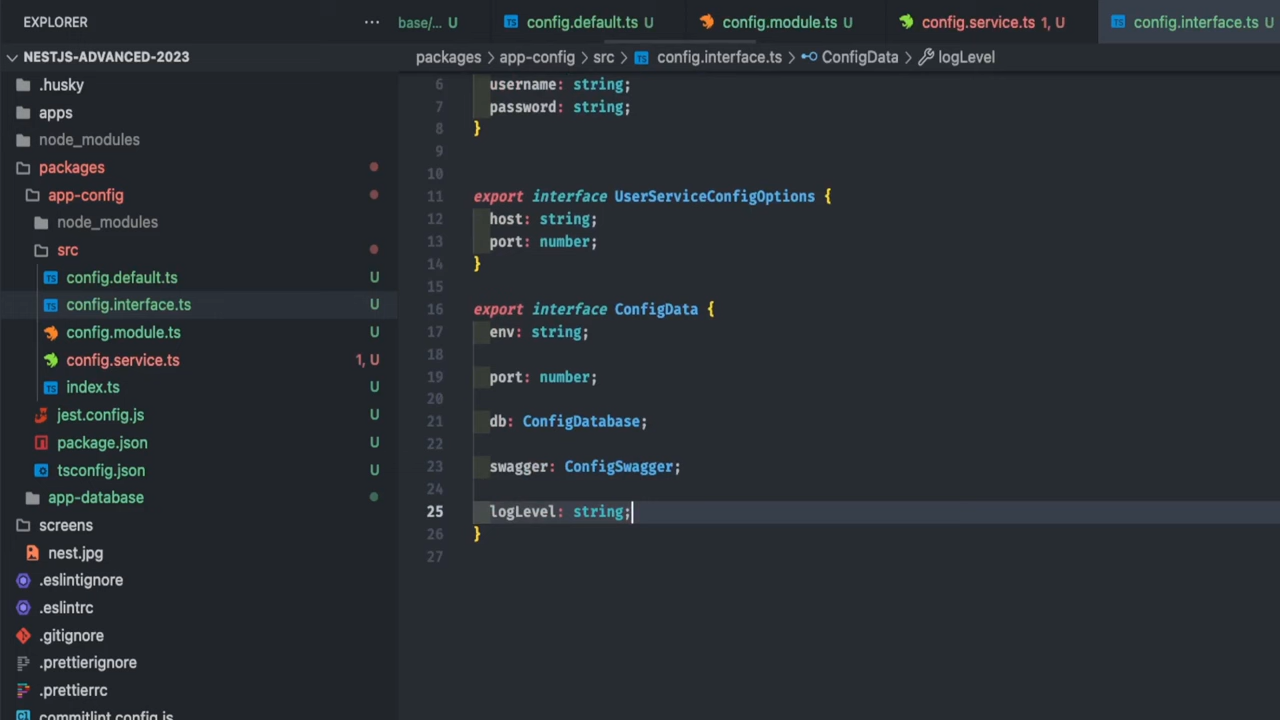 EXPLORER
NESTJS-ADVANCED-2023
.husky
apps
node_modules
packages
app-config
node_modules
src
config.default.ts U
config.interface.ts U
config.module.ts U
config.service.ts 1, U
index.ts U
jest.config.js U
package.json U
tsconfig.json U
app-database
screens
nest.jpg
.eslintignore
.eslintrc
.gitignore
.prettierignore
.prettierrc
commitlint.config.js
base/... U config.default.ts U config.module.ts U config.service.ts 1, U config.interface.ts U
packages > app-config > src > config.interface.ts > ConfigData > logLevel
6 username: string;
7 password: string;
8 }
9
10
11 export interface UserServiceConfigOptions {
12 host: string;
13 port: number;
14 }
15
16 export interface ConfigData {
17 env: string;
18
19 port: number;
20
21 db: ConfigDatabase;
22
23 swagger: ConfigSwagger;
24
25 logLevel: string;
26 }
27